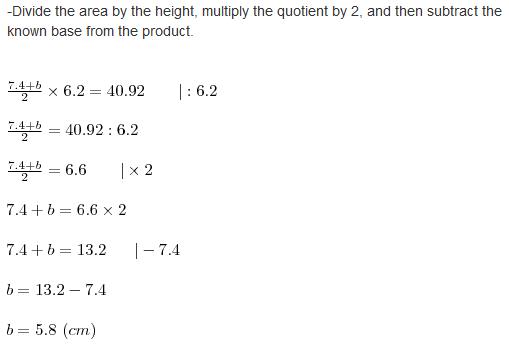 -Divide the area by the height, multiply the quotient by 2, and then subtract the
known base from the product.
$\frac{7.4+b}{2} \times 6.2 = 40.92 \quad | : 6.2$
$\frac{7.4+b}{2} = 40.92 : 6.2$
$\frac{7.4+b}{2} = 6.6 \quad | \times 2$
$7.4 + b = 6.6 \times 2$
$7.4 + b = 13.2 \quad | - 7.4$
$b = 13.2 - 7.4$
$b = 5.8 \ (cm)$